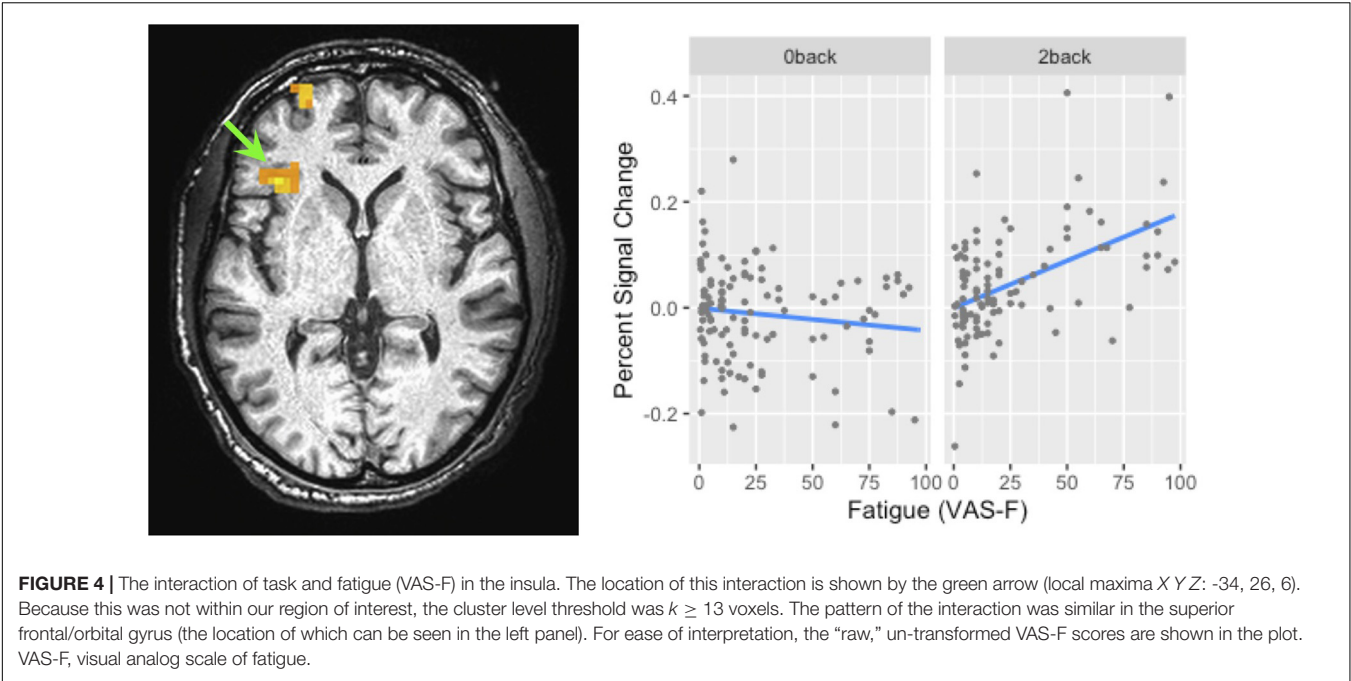 0back 2back
0.4
0.2
0.0
-0.2
Percent Signal Change
0 25 50 75 100 0 25 50 75 100
Fatigue (VAS-F)
FIGURE 4 | The interaction of task and fatigue (VAS-F) in the insula. The location of this interaction is shown by the green arrow (local maxima X Y Z: -34, 26, 6).
Because this was not within our region of interest, the cluster level threshold was k ≥ 13 voxels. The pattern of the interaction was similar in the superior
frontal/orbital gyrus (the location of which can be seen in the left panel). For ease of interpretation, the “raw,” un-transformed VAS-F scores are shown in the plot.
VAS-F, visual analog scale of fatigue.